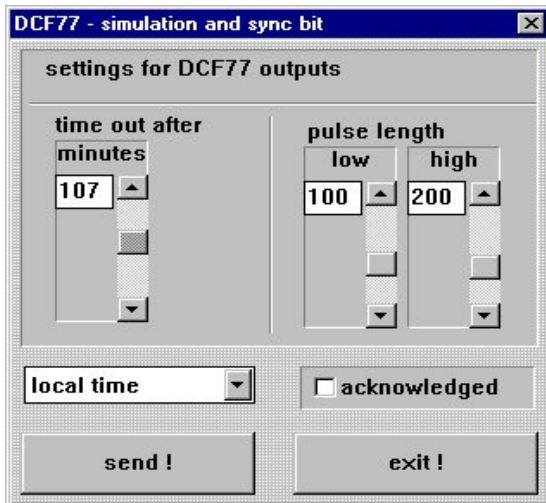 DCF77 - simulation and sync bit
settings for DCF77 outputs
time out after
minutes
107
pulse length
low high
100 200
local time
acknowledged
send !
exit !